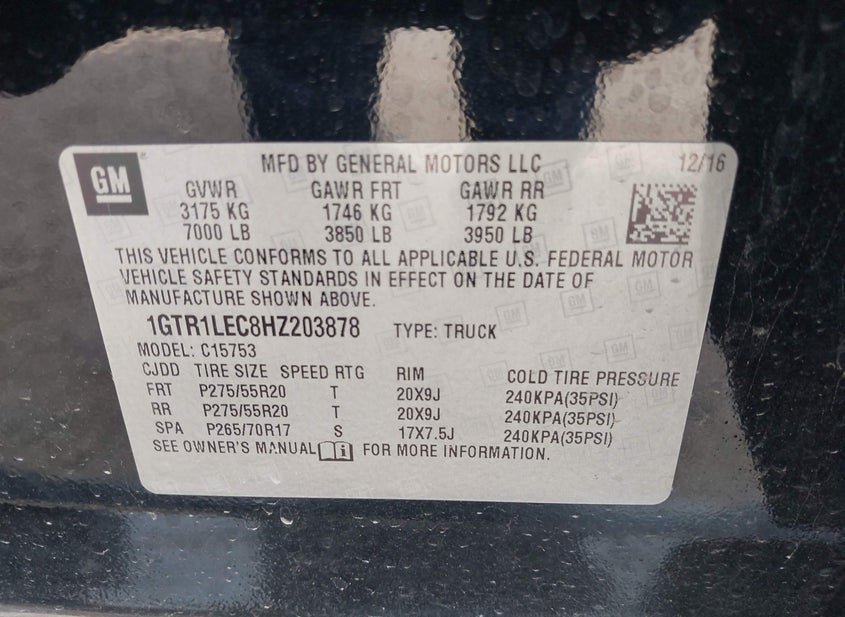 GM
MFD BY GENERAL MOTORS LLC 12/16
GVWR GAWR FRT GAWR RR
3175 KG 1746 KG 1792 KG
7000 LB 3850 LB 3950 LB
THIS VEHICLE CONFORMS TO ALL APPLICABLE U.S. FEDERAL MOTOR
VEHICLE SAFETY STANDARDS IN EFFECT ON THE DATE OF
MANUFACTURE SHOWN ABOVE.
1GTR1LEC8HZ203878 TYPE: TRUCK
MODEL: C15753
CJDD TIRE SIZE SPEED RTG RIM COLD TIRE PRESSURE
FRT P275/55R20 T 20X9J 240KPA(35PSI)
RR P275/55R20 T 20X9J 240KPA(35PSI)
SPA P265/70R17 S 17X7.5J 240KPA(35PSI)
SEE OWNER'S MANUAL FOR MORE INFORMATION.